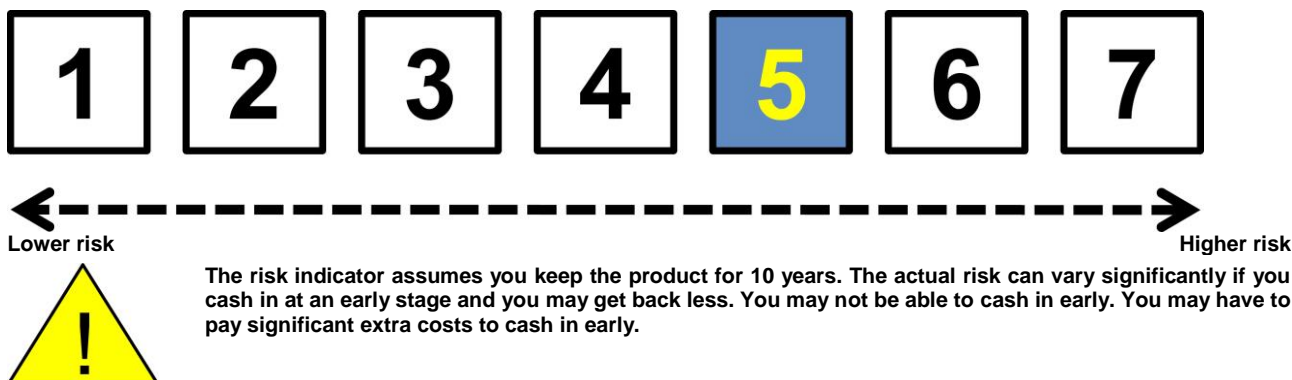 1 2 3 4 5 6 7
Lower risk Higher risk
The risk indicator assumes you keep the product for 10 years. The actual risk can vary significantly if you
cash in at an early stage and you may get back less. You may not be able to cash in early. You may have to
pay significant extra costs to cash in early.
!